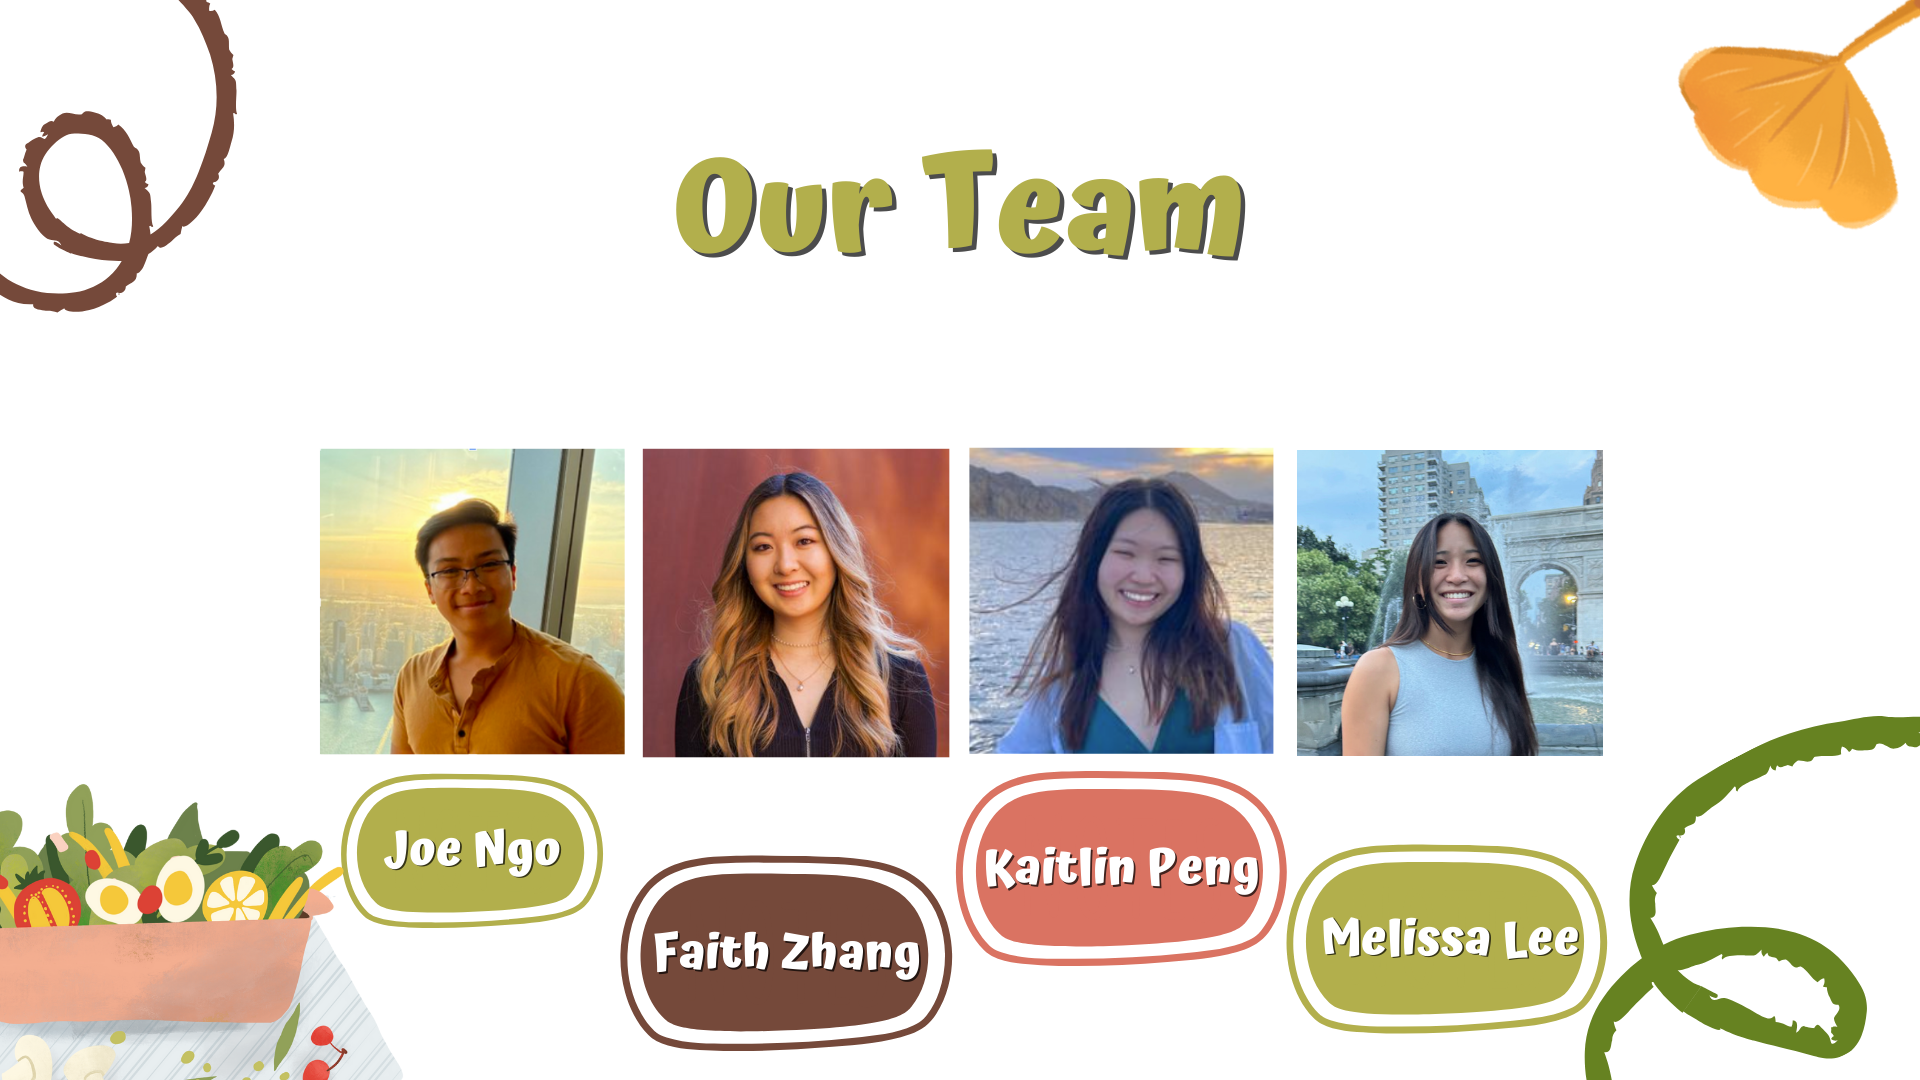 Our Team
Joe Ngo
Faith Zhang
Kaitlin Peng
Melissa Lee